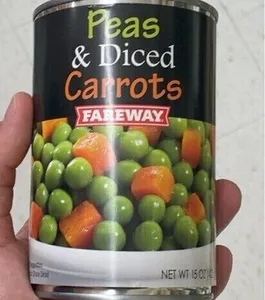 Peas
& Diced
Carrots
FAREWAY
NET WT 15 OZ